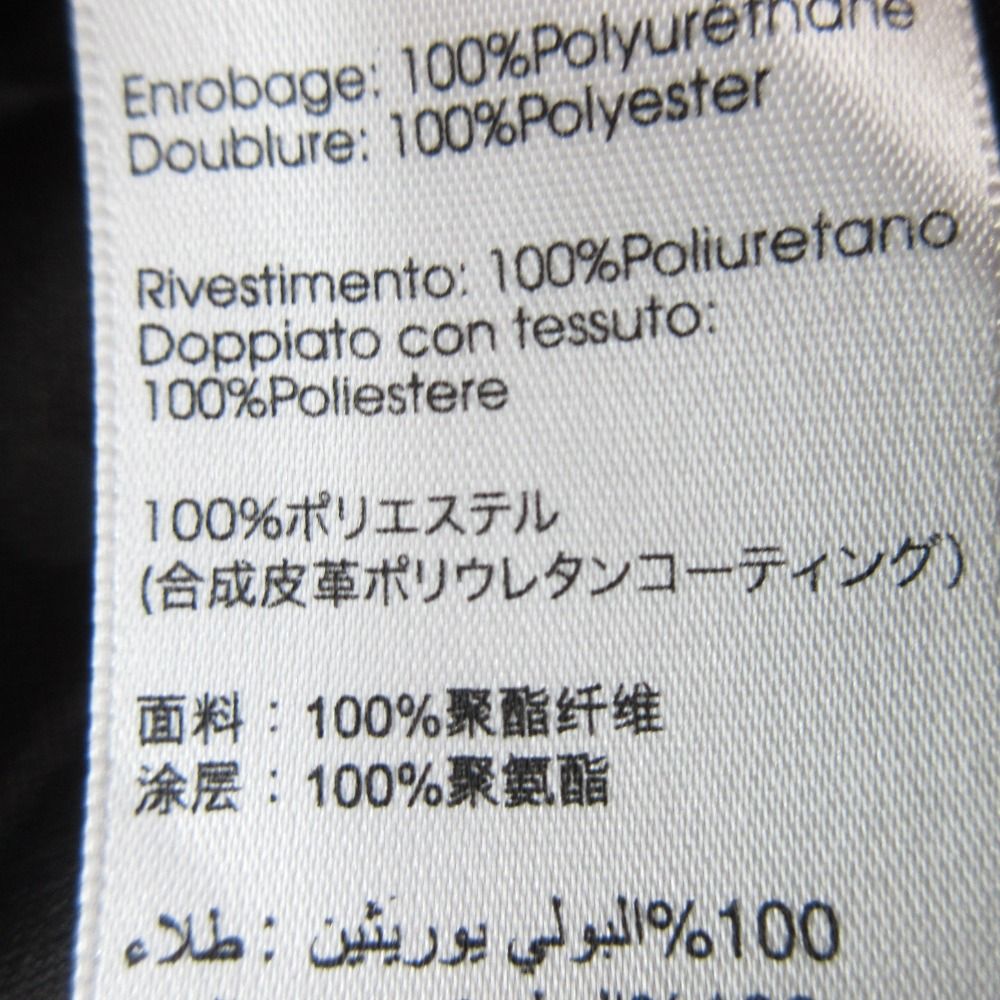 Enrobage: 100%Polyuréthane
Doublure: 100%Polyester
Rivestimento: 100%Poliuretano
Doppiato con tessuto:
100%Poliestere
100%ポリエステル
(合成皮革ポリウレタンコーティング)
面料：100%聚酯纤维
涂层：100%聚氨酯
100%البولي يوريثين : طلاء